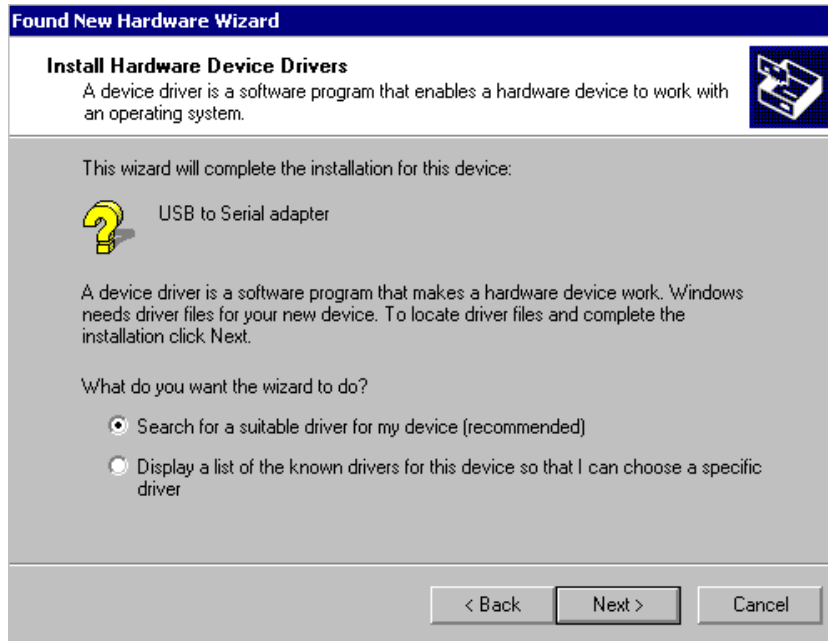 Found New Hardware Wizard
Install Hardware Device Drivers
A device driver is a software program that enables a hardware device to work with
an operating system.
This wizard will complete the installation for this device:
USB to Serial adapter
A device driver is a software program that makes a hardware device work. Windows
needs driver files for your new device. To locate driver files and complete the
installation click Next.
What do you want the wizard to do?
Search for a suitable driver for my device (recommended)
Display a list of the known drivers for this device so that I can choose a specific
driver
< Back
Next >
Cancel